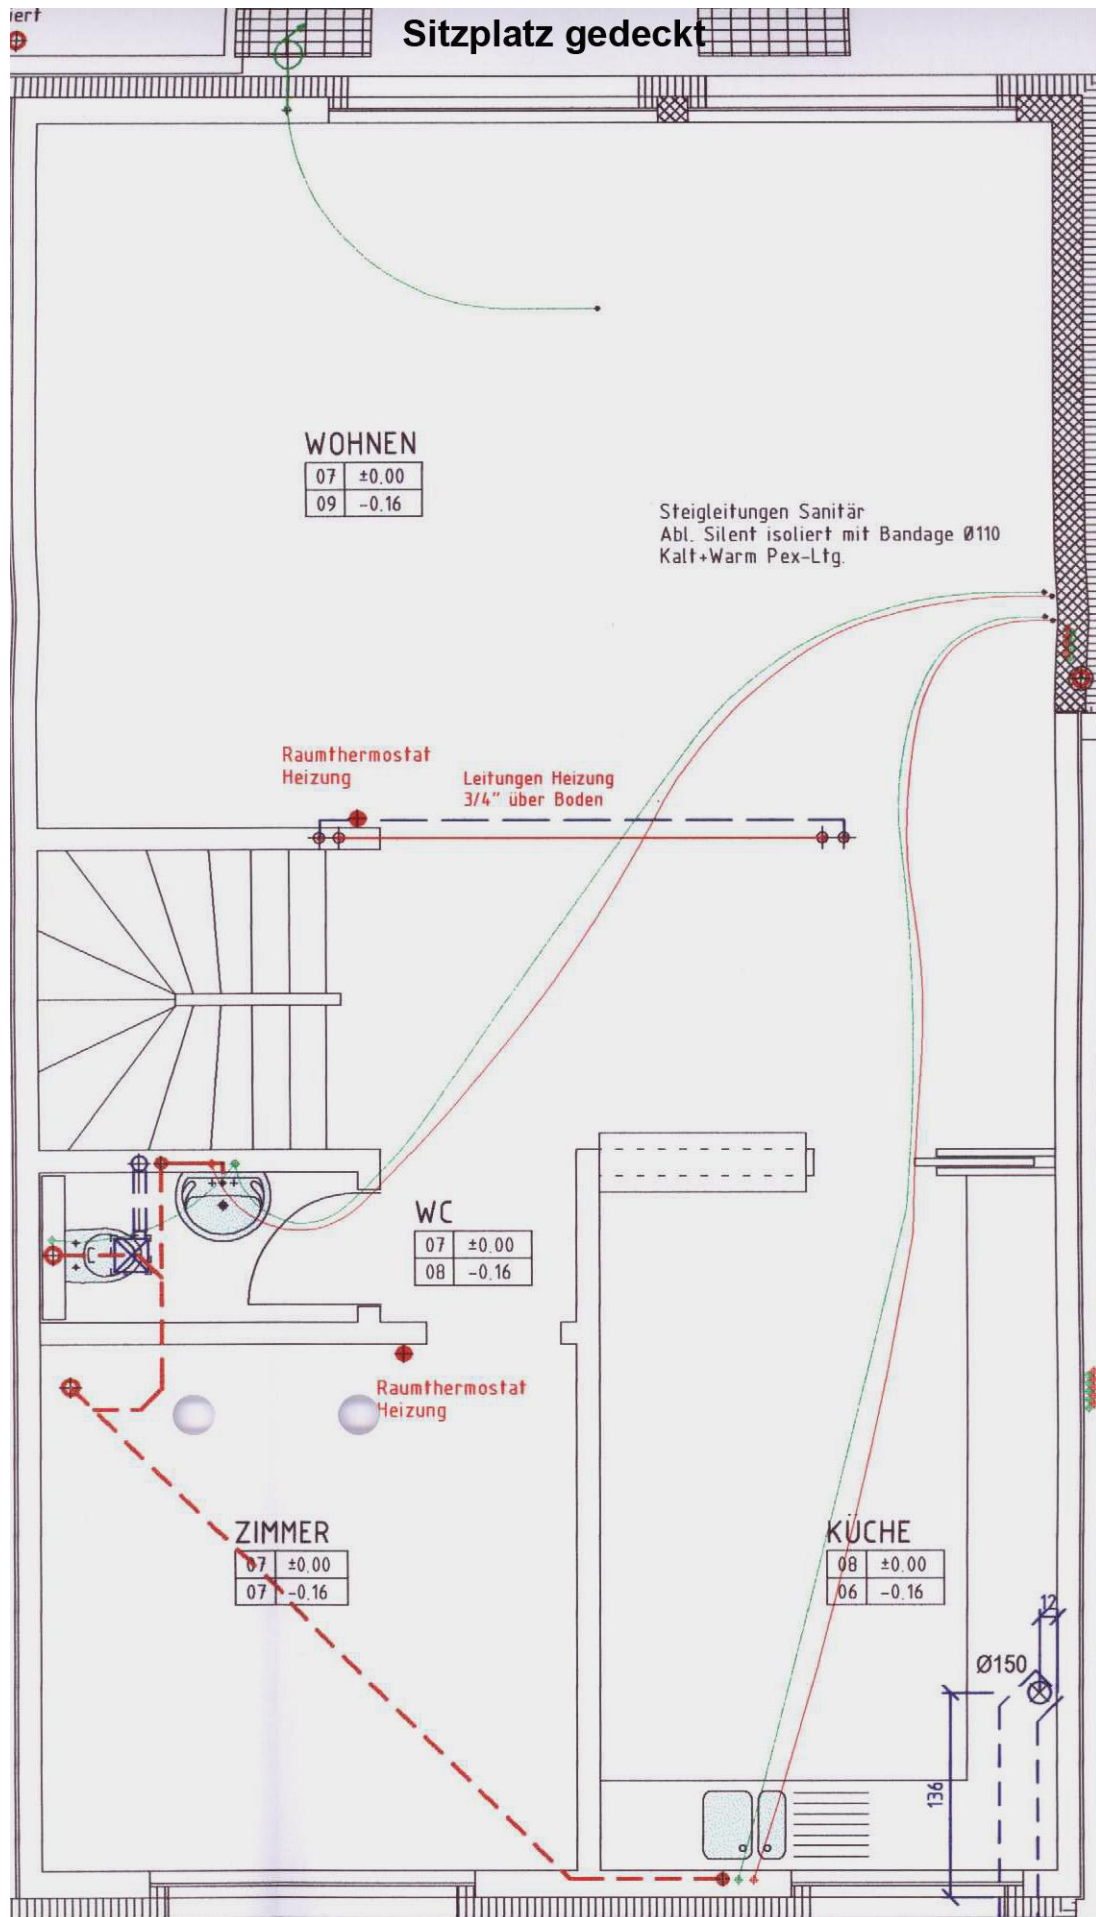 iert
Sitzplatz gedeckt
WOHNEN
07 ±0.00
09 -0.16
Steigleitungen Sanitär
Abl. Silent isoliert mit Bandage Ø110
Kalt+Warm Pex-Ltg.
Raumthermostat
Heizung
Leitungen Heizung
3/4" über Boden
WC
07 ±0.00
08 -0.16
Raumthermostat
Heizung
ZIMMER
07 ±0.00
07 -0.16
KÜCHE
08 ±0.00
06 -0.16
12
Ø150
136